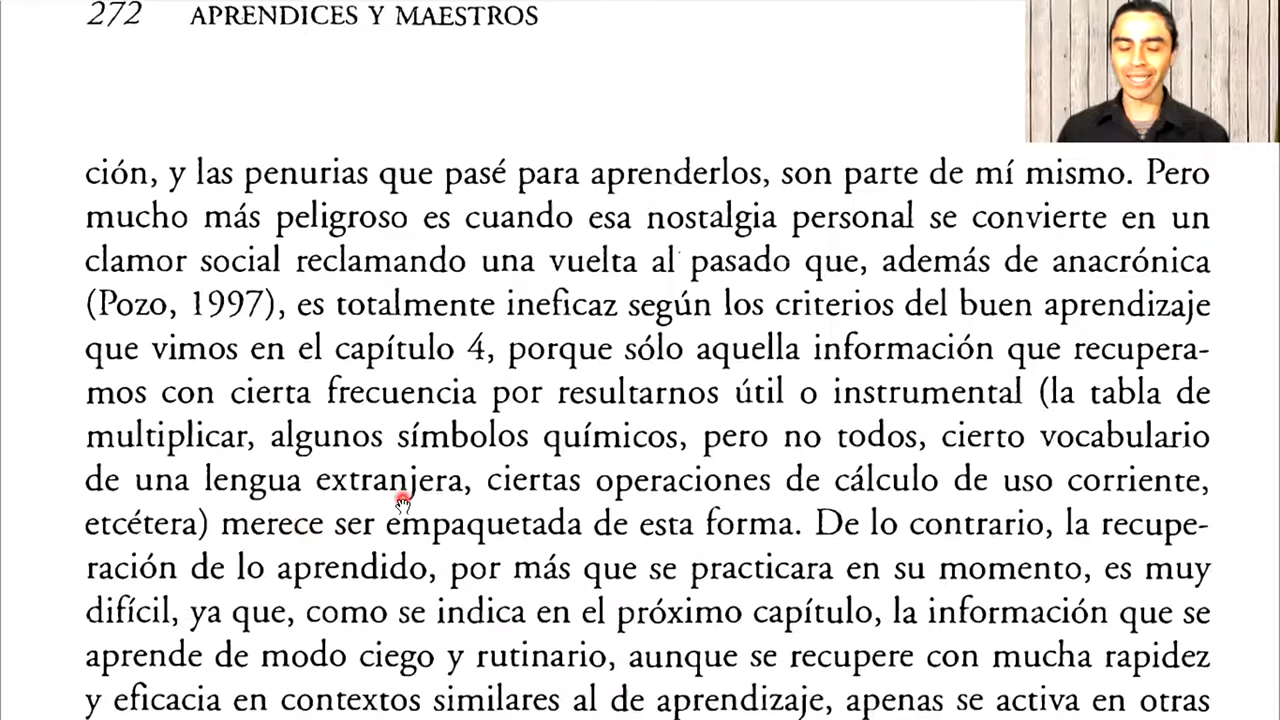 272 APRENDICES Y MAESTROS
ción, y las penurias que pasé para aprenderlos, son parte de mí mismo. Pero
mucho más peligroso es cuando esa nostalgia personal se convierte en un
clamor social reclamando una vuelta al pasado que, además de anacrónica
(Pozo, 1997), es totalmente ineficaz según los criterios del buen aprendizaje
que vimos en el capítulo 4, porque sólo aquella información que recupera-
mos con cierta frecuencia por resultarnos útil o instrumental (la tabla de
multiplicar, algunos símbolos químicos, pero no todos, cierto vocabulario
de una lengua extranjera, ciertas operaciones de cálculo de uso corriente,
etcétera) merece ser empaquetada de esta forma. De lo contrario, la recupe-
ración de lo aprendido, por más que se practicara en su momento, es muy
difícil, ya que, como se indica en el próximo capítulo, la información que se
aprende de modo ciego y rutinario, aunque se recupere con mucha rapidez
y eficacia en contextos similares al de aprendizaje, apenas se activa en otras